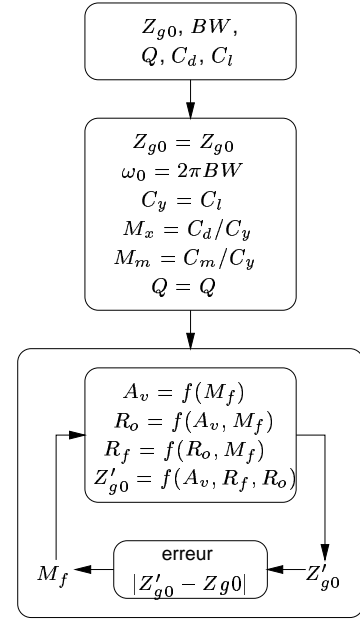 Z_{g0}, BW,
Q, C_d, C_l
Z_{g0} = Z_{g0}
ω_0 = 2πBW
C_y = C_l
M_x = C_d/C_y
M_m = C_m/C_y
Q = Q
A_v = f(M_f)
R_o = f(A_v, M_f)
R_f = f(R_o, M_f)
Z'_{g0} = f(A_v, R_f, R_o)
M_f
erreur
|Z'_{g0} − Zg0|
Z'_{g0}